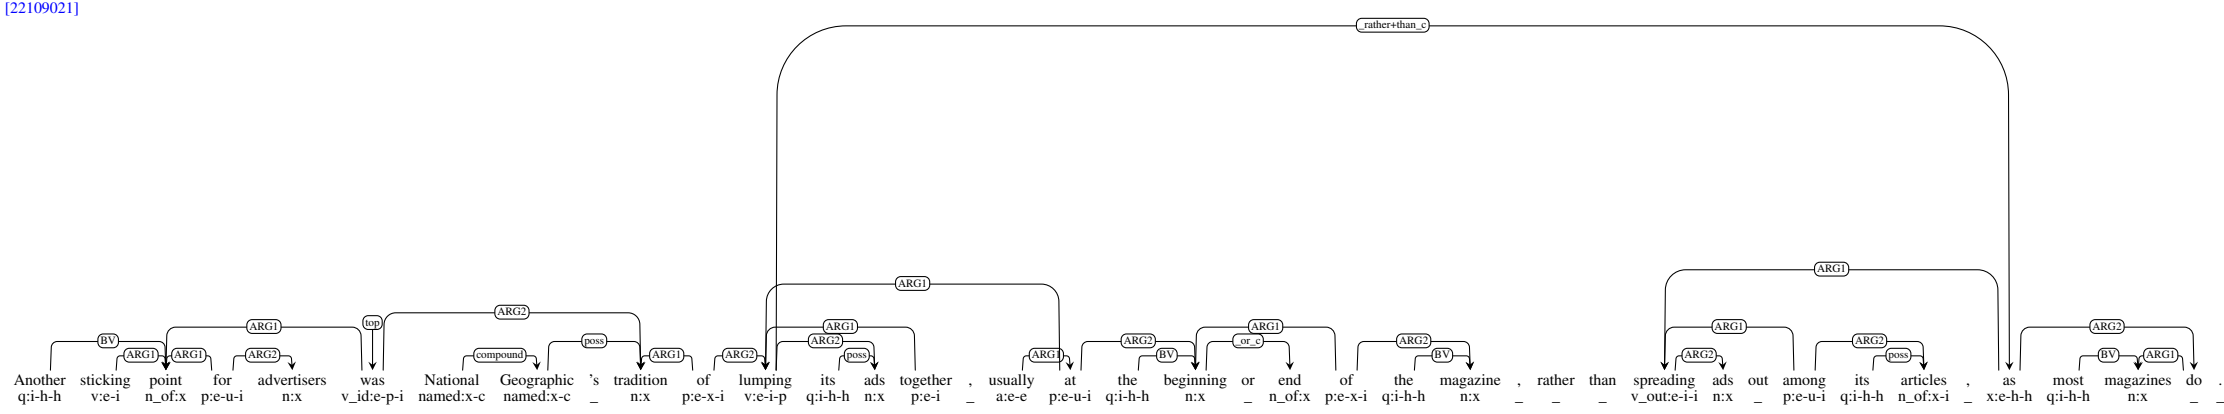 [22109021]
_rather+than_c
ARG1
ARG1
ARG2
top
ARG1 ARG1 ARG1 ARG1 ARG2
BV poss ARG2 ARG2 _or_c ARG2 ARG2
ARG1 ARG1 ARG2 compound ARG1 ARG2 poss ARG1 BV BV ARG2 poss BV ARG1
Another sticking point for advertisers was National Geographic 's tradition of lumping its ads together , usually at the beginning or end of the magazine , rather than spreading ads out among its articles , as most magazines do .
q:i-h-h v:e-i n_of:x p:e-u-i n:x v_id:e-p-i named:x-c named:x-c _ n:x p:e-x-i v:e-i-p q:i-h-h n:x p:e-i _ a:e-e p:e-u-i q:i-h-h n:x _ n_of:x p:e-x-i q:i-h-h n:x _ _ _ v_out:e-i-i n:x _ p:e-u-i q:i-h-h n_of:x-i _ x:e-h-h q:i-h-h n:x _ _